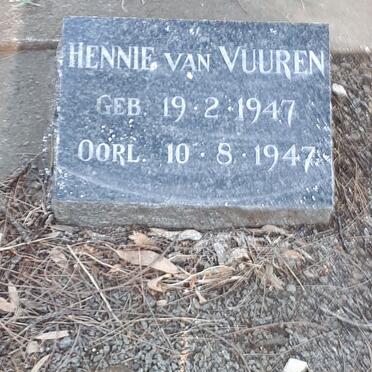 HENNIE VAN VUUREN
GEB. 19·2·1947
OORL. 10·8·1947